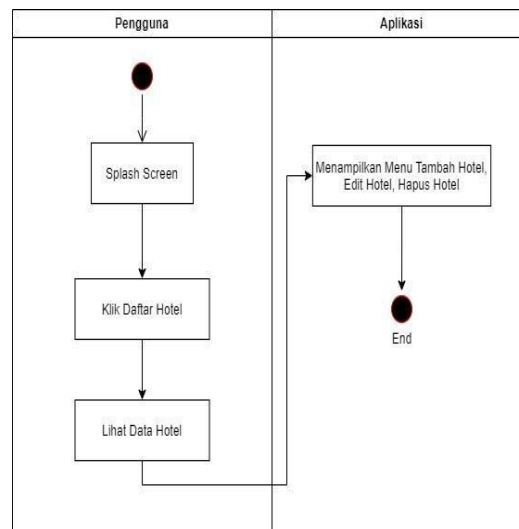 Pengguna
Aplikasi
Splash Screen
Klik Daftar Hotel
Lihat Data Hotel
Menampilkan Menu Tambah Hotel,
Edit Hotel, Hapus Hotel
End